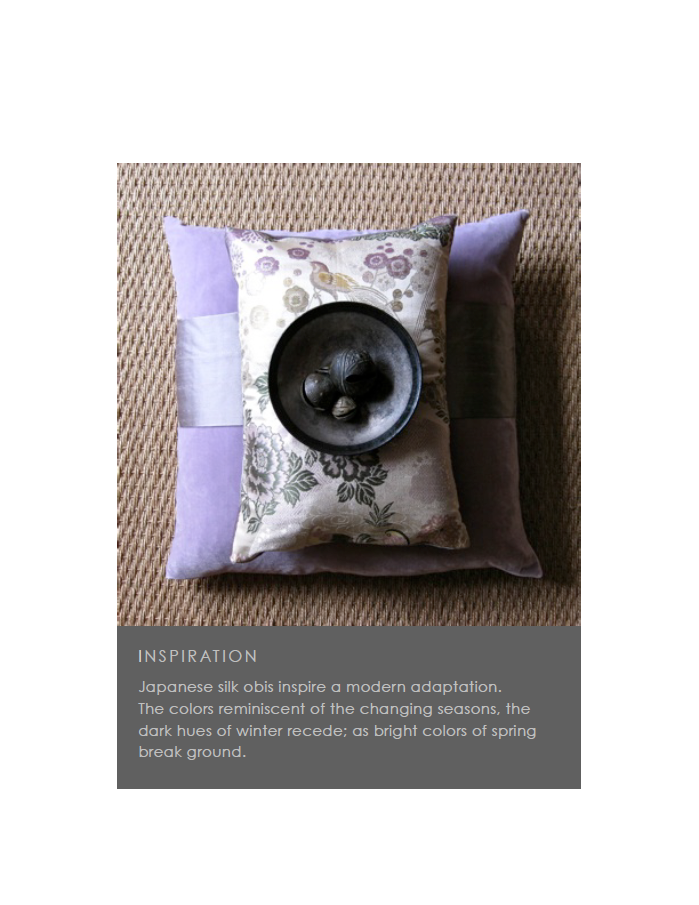 INSPIRATION
Japanese silk obis inspire a modern adaptation.
The colors reminiscent of the changing seasons, the
dark hues of winter recede; as bright colors of spring
break ground.